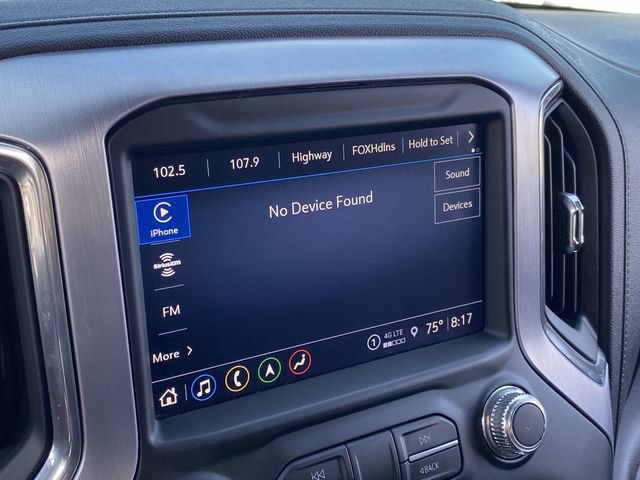 102.5 107.9 Highway FOXHdlns Hold to Set
Sound
No Device Found
iPhone
Devices
SiriusXM
FM
More
1 4G LTE 75° 8:17
BACK